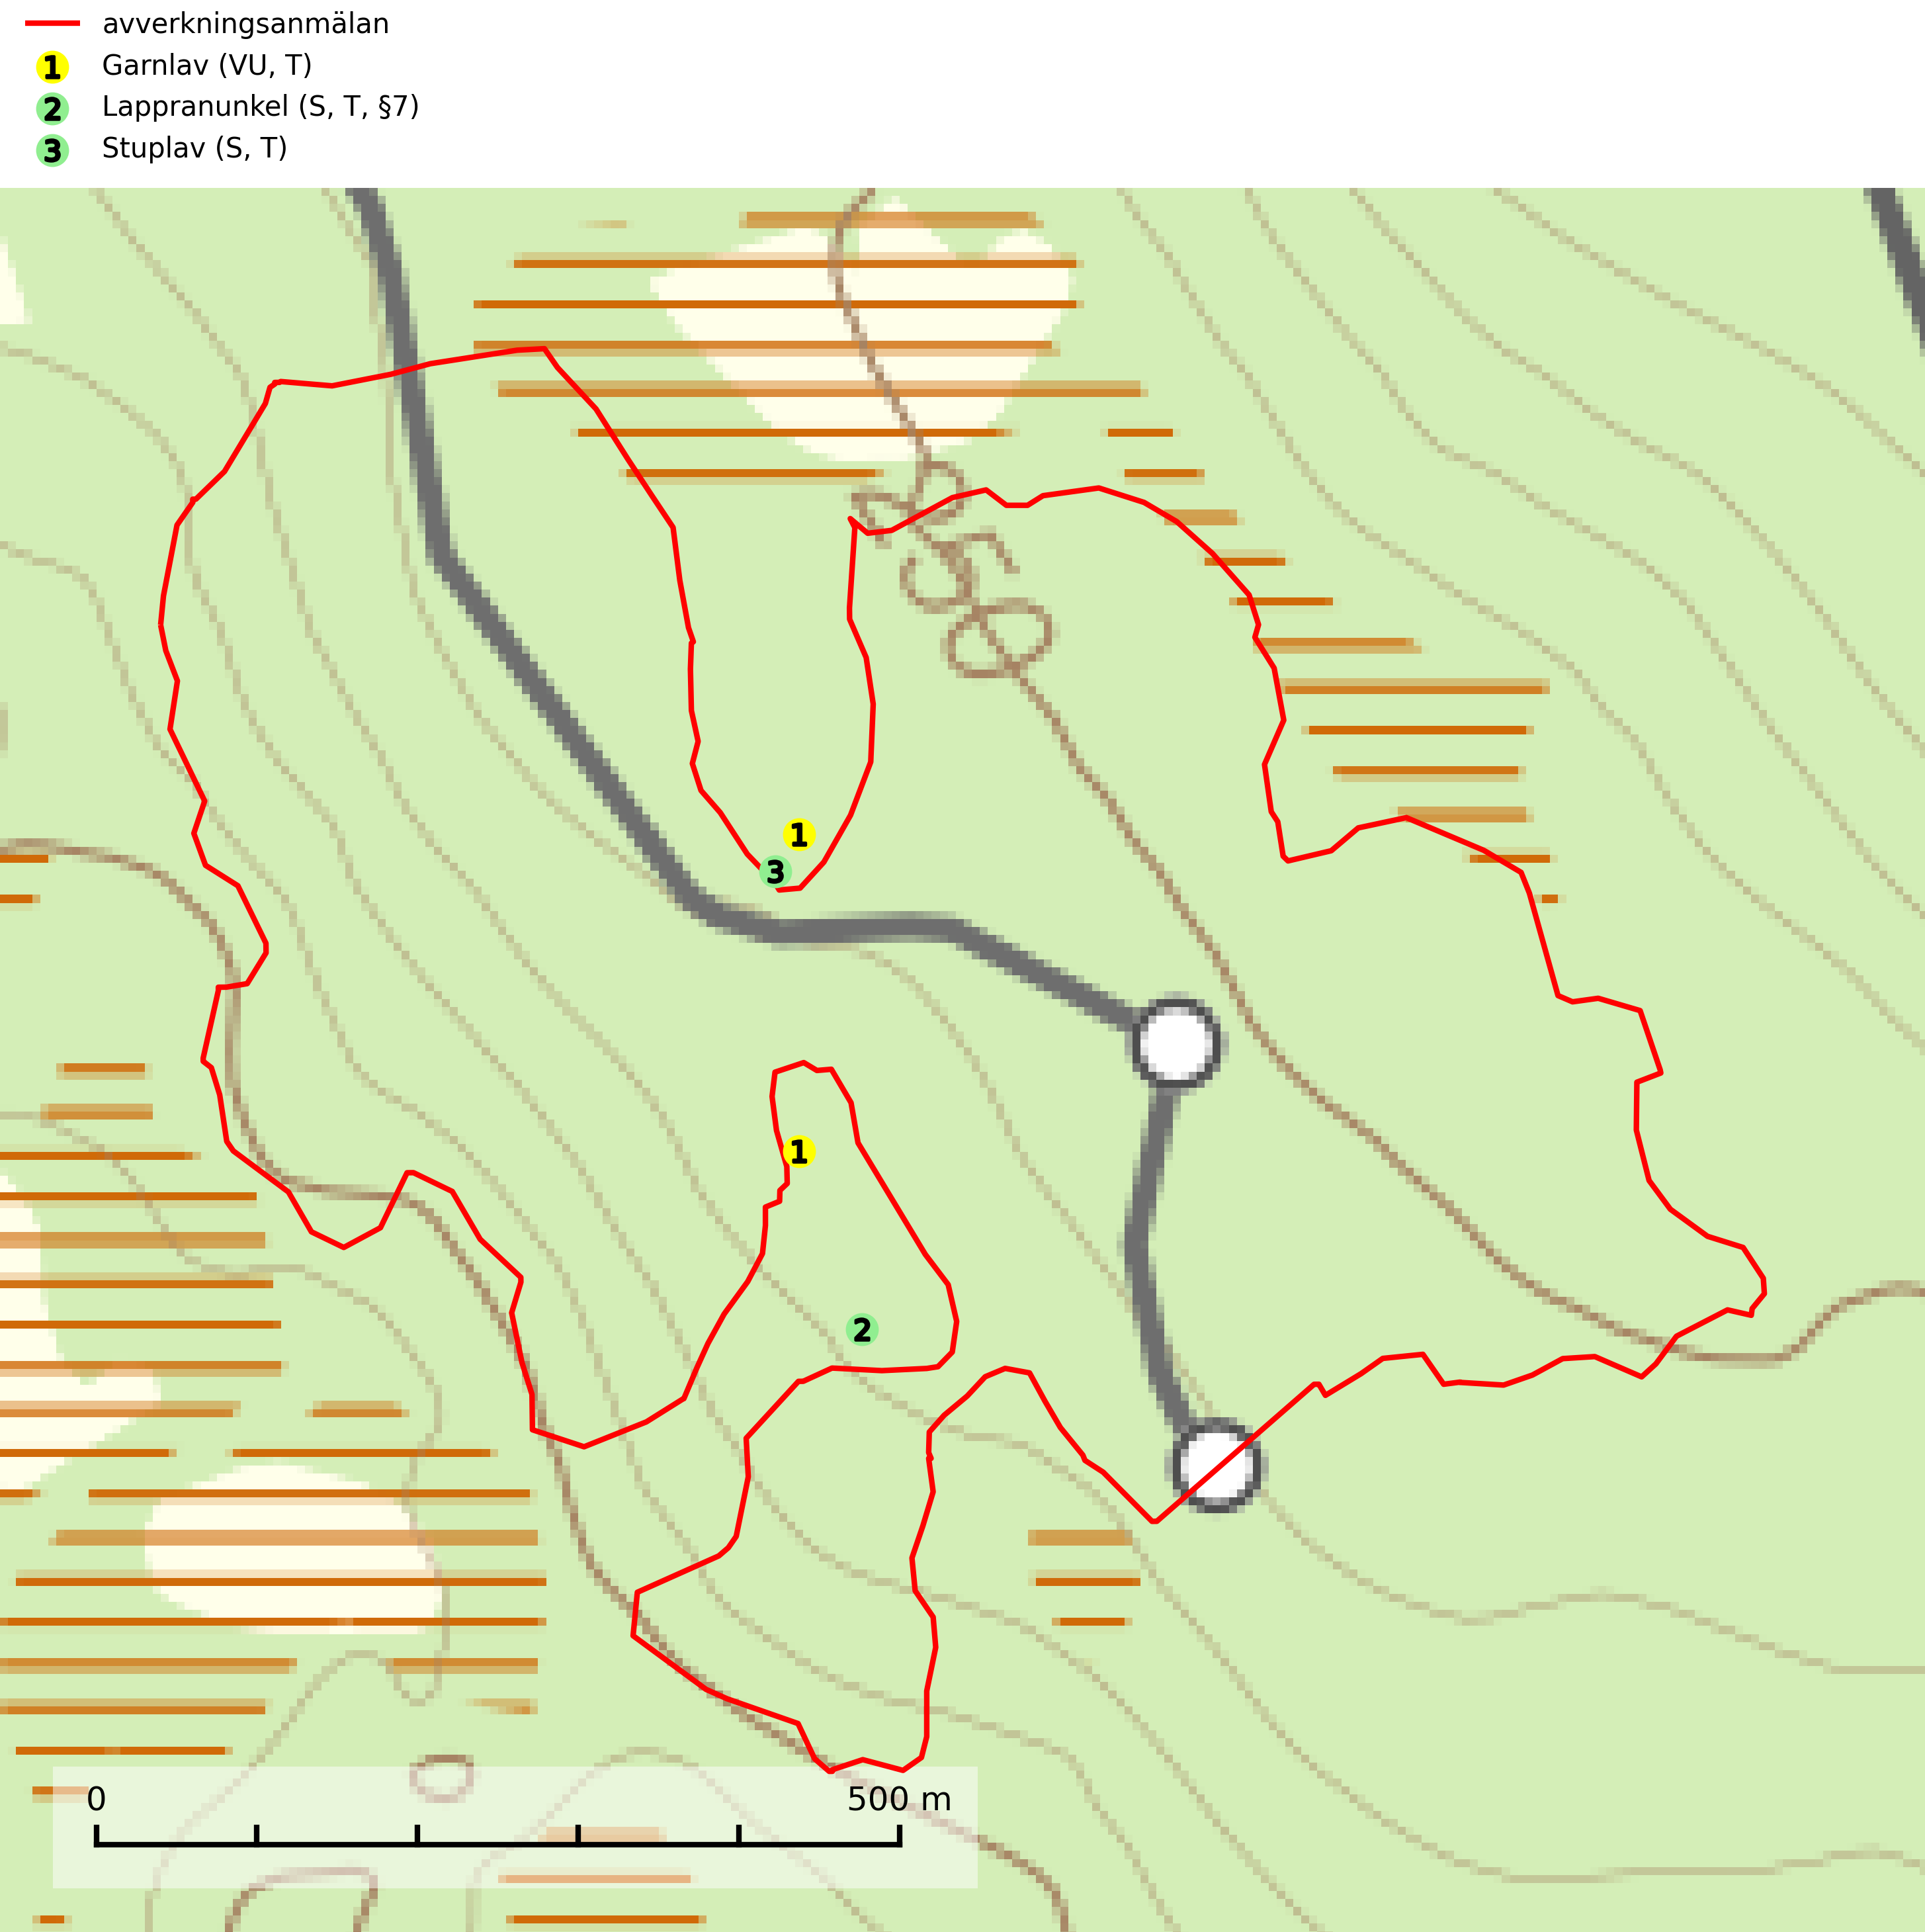 avverkningsanmälan
1 Garnlav (VU, T)
2 Lappranunkel (S, T, §7)
3 Stuplav (S, T)
1
3
1
2
0 500 m